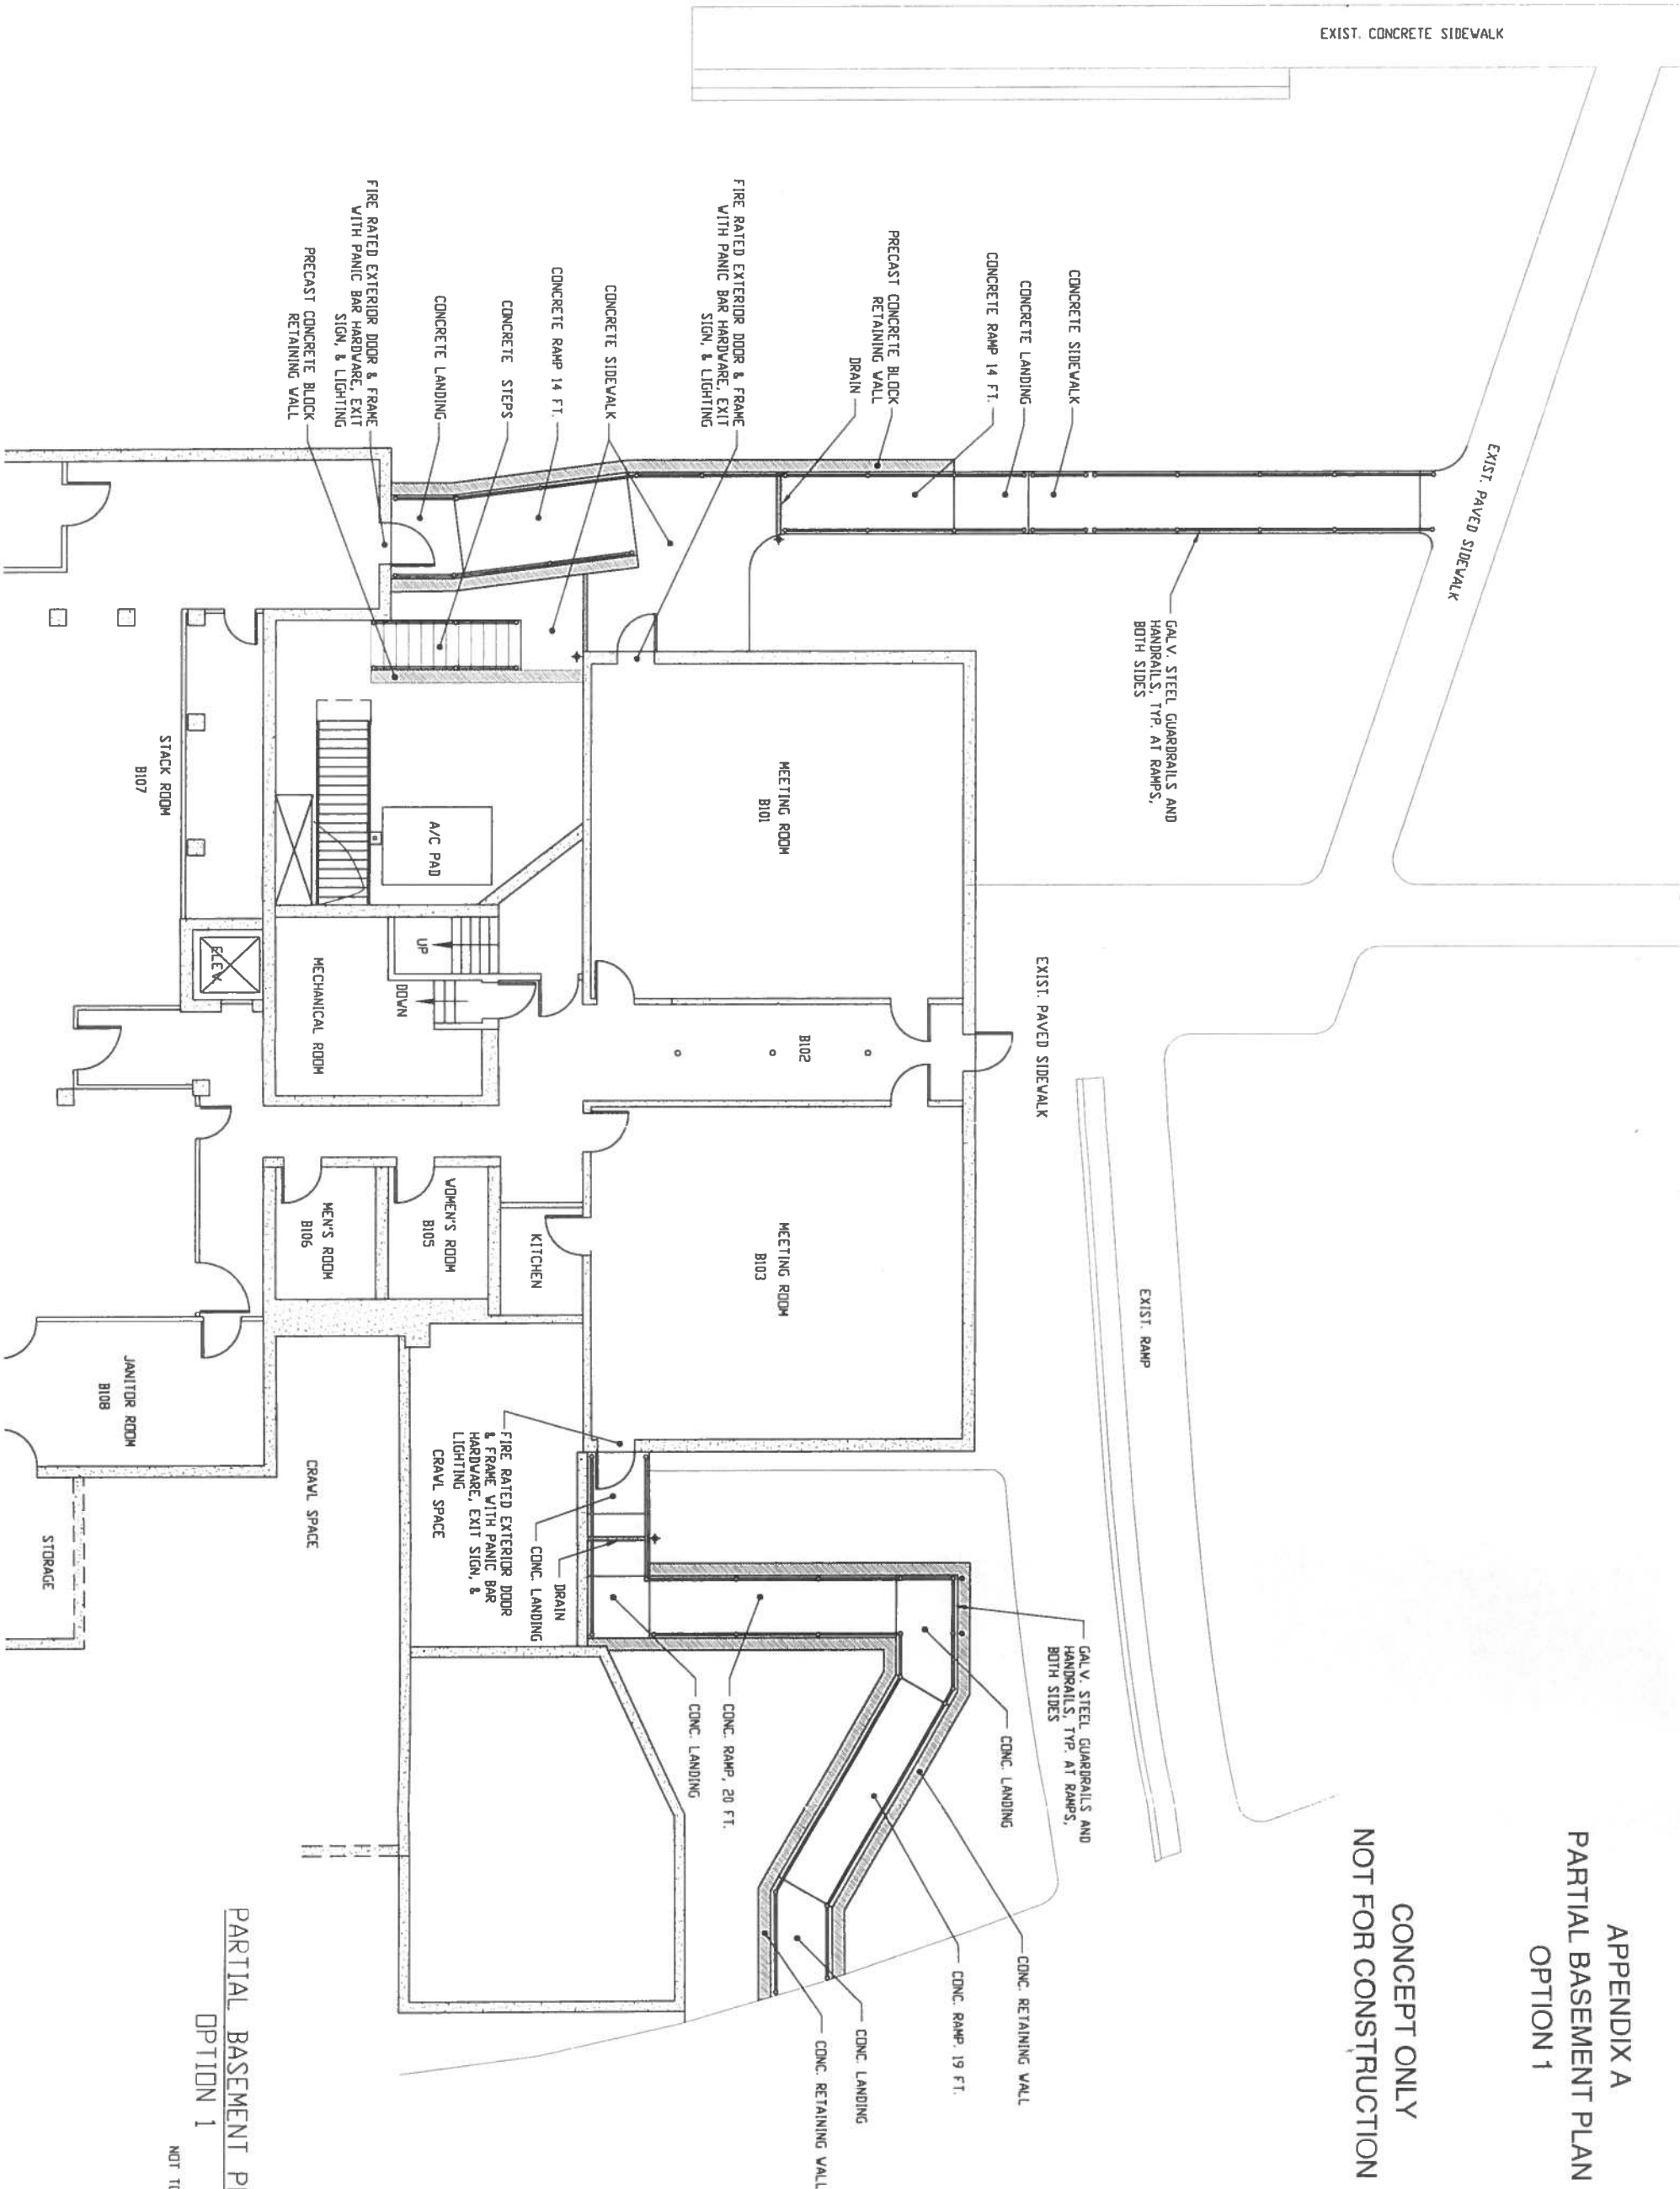 APPENDIX A
PARTIAL BASEMENT PLAN
OPTION 1
CONCEPT ONLY
NOT FOR CONSTRUCTION
EXIST. CONCRETE SIDEWALK
EXIST. PAVED SIDEWALK
GALV. STEEL GUARDRAILS AND
HANDRAILS, TYP. AT RAMPS,
BOTH SIDES
CONCRETE SIDEWALK
CONCRETE LANDING
CONCRETE RAMP 14 FT.
PRECAST CONCRETE BLOCK
RETAINING WALL
DRAIN
FIRE RATED EXTERIOR DOOR & FRAME
WITH PANIC BAR HARDWARE, EXIT
SIGN, & LIGHTING
CONCRETE SIDEWALK
CONCRETE RAMP 14 FT.
CONCRETE STEPS
CONCRETE LANDING
FIRE RATED EXTERIOR DOOR & FRAME
WITH PANIC BAR HARDWARE, EXIT
SIGN, & LIGHTING
PRECAST CONCRETE BLOCK
RETAINING WALL
EXIST. PAVED SIDEWALK
EXIST. RAMP
MEETING ROOM
B101
B102
MEETING ROOM
B103
A/C PAD
UP
DOWN
MECHANICAL ROOM
ELEV.
STACK ROOM
B107
KITCHEN
WOMEN'S ROOM
B105
MEN'S ROOM
B106
JANITOR ROOM
B108
CRAWL SPACE
CRAWL SPACE
STORAGE
GALV. STEEL GUARDRAILS AND
HANDRAILS, TYP. AT RAMPS,
BOTH SIDES
CONC. LANDING
CONC. RETAINING WALL
CONC. RAMP. 19 FT.
CONC. LANDING
CONC. RETAINING WALL
CONC. RAMP, 20 FT.
CONC. LANDING
DRAIN
CONC. LANDING
FIRE RATED EXTERIOR DOOR
& FRAME WITH PANIC BAR
HARDWARE, EXIT SIGN, &
LIGHTING
PARTIAL BASEMENT
OPTION 1
NOT